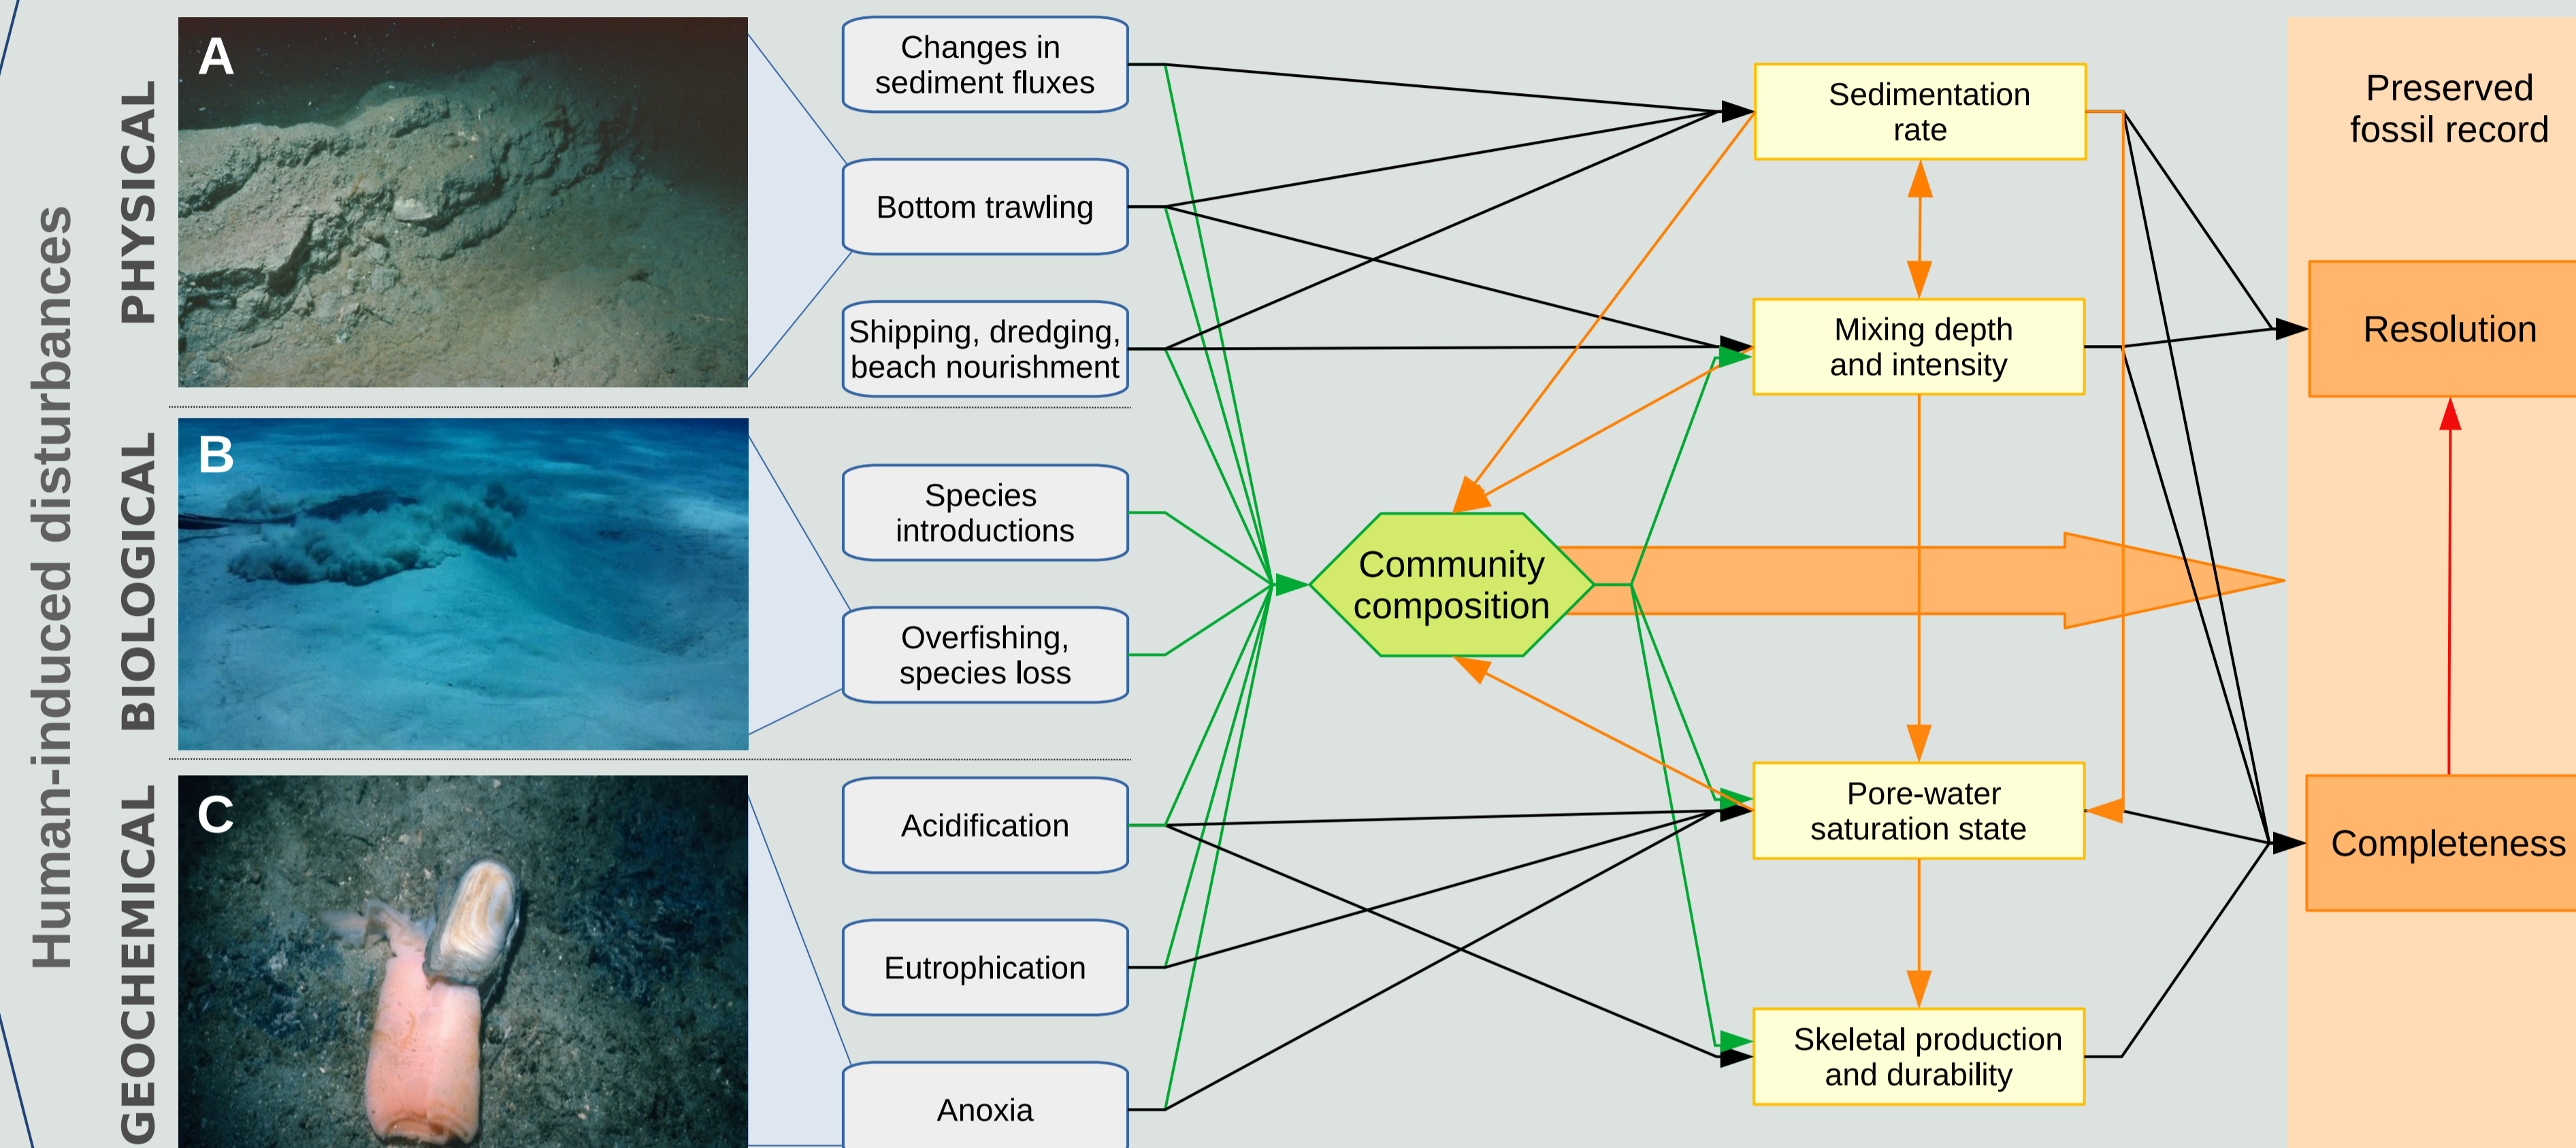 Human-induced disturbances
PHYSICAL
A
Changes in
sediment fluxes
Bottom trawling
Shipping, dredging,
beach nourishment
BIOLOGICAL
B
Species
introductions
Overfishing,
species loss
GEOCHEMICAL
C
Acidification
Eutrophication
Anoxia
Community
composition
Sedimentation
rate
Mixing depth
and intensity
Pore-water
saturation state
Skeletal production
and durability
Preserved
fossil record
Resolution
Completeness